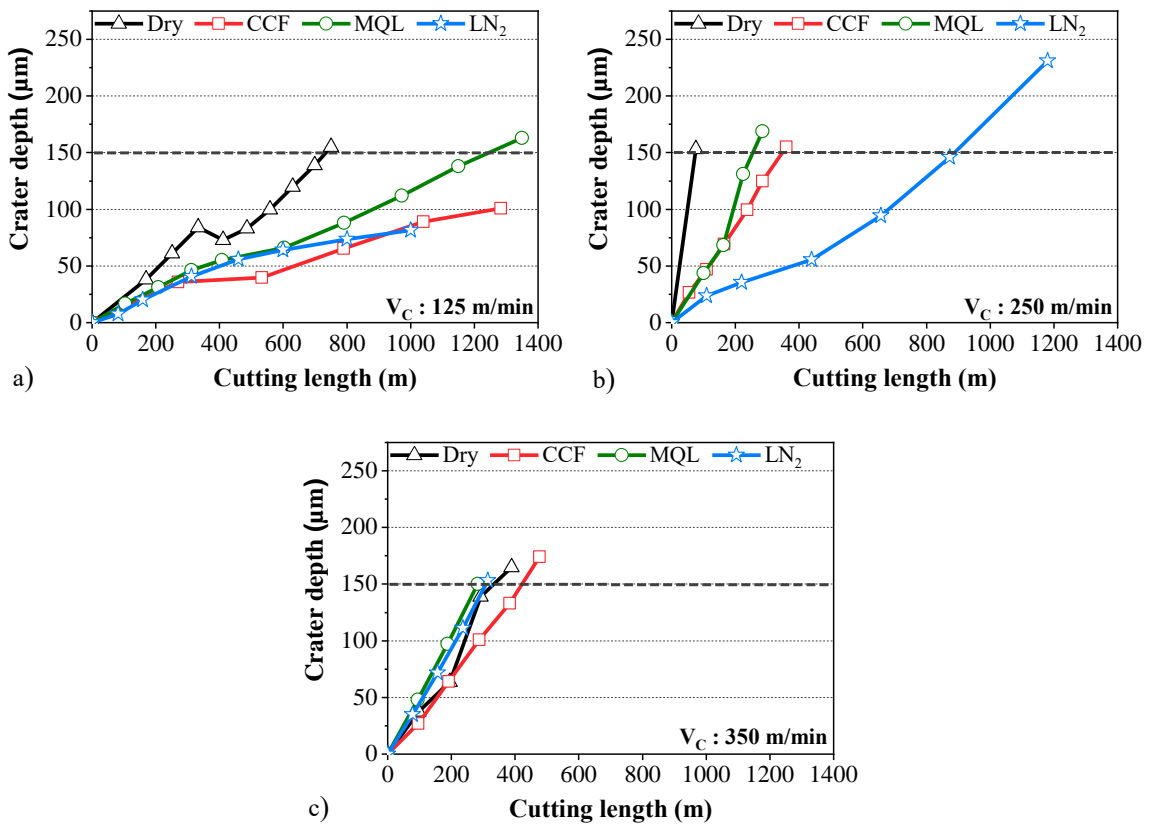 Dry CCF MQL LN₂
250
200
150
100
50
0
Crater depth (µm)
V_C : 125 m/min
0 200 400 600 800 1000 1200 1400
Cutting length (m)
a)
Dry CCF MQL LN₂
250
200
150
100
50
0
Crater depth (µm)
V_C : 250 m/min
0 200 400 600 800 1000 1200 1400
Cutting length (m)
b)
Dry CCF MQL LN₂
250
200
150
100
50
0
Crater depth (µm)
V_C : 350 m/min
0 200 400 600 800 1000 1200 1400
Cutting length (m)
c)